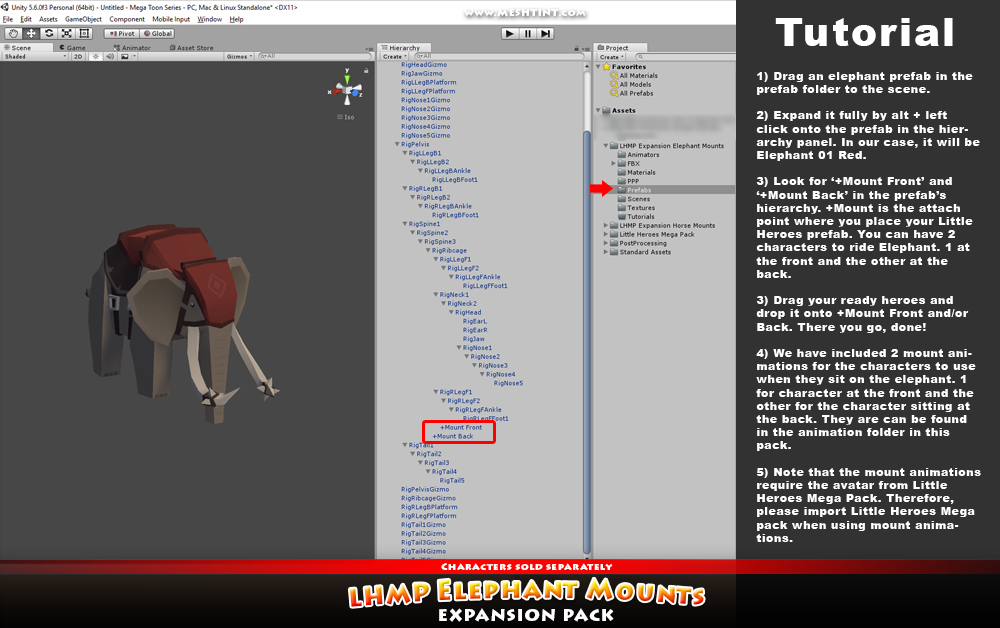 Unity 5.6.0f3 Personal (64bit) - Untitled - Mega Toon Series - PC, Mac & Linux Standalone* <DX11>
www.meshtint.com
File Edit Assets GameObject Component Mobile Input Window Help
Pivot Global
Scene Game Animator Asset Store
Shaded 2D Gizmos All
y
x z
Iso
Hierarchy
Create All
RigHeadGizmo
RigJawGizmo
RigLLegBPlatform
RigLLegFPlatform
RigNose1Gizmo
RigNose2Gizmo
RigNose3Gizmo
RigNose4Gizmo
RigNose5Gizmo
RigPelvis
RigLLegB1
RigLLegB2
RigLLegBAnkle
RigLLegBFoot1
RigRLegB1
RigRLegB2
RigRLegBAnkle
RigRLegBFoot1
RigSpine1
RigSpine2
RigSpine3
RigRibcage
RigLLegF1
RigLLegF2
RigLLegFAnkle
RigLLegFFoot1
RigNeck1
RigNeck2
RigHead
RigEarL
RigEarR
RigJaw
RigNose1
RigNose2
RigNose3
RigNose4
RigNose5
RigRLegF1
RigRLegF2
RigRLegFAnkle
RigRLegFFoot1
+Mount Front
+Mount Back
RigTail1
RigTail2
RigTail3
RigTail4
RigTail5
RigPelvisGizmo
RigRibcageGizmo
RigRLegBPlatform
RigRLegFPlatform
RigTail1Gizmo
RigTail2Gizmo
RigTail3Gizmo
RigTail4Gizmo
Project
Create
Favorites
All Materials
All Models
All Prefabs
Assets
LHMP Expansion Elephant Mounts
Animators
FBX
Materials
PPP
Prefabs
Scenes
Textures
Tutorials
LHMP Expansion Horse Mounts
Little Heroes Mega Pack
PostProcessing
Standard Assets
Tutorial
1) Drag an elephant prefab in the
prefab folder to the scene.
2) Expand it fully by alt + left
click onto the prefab in the hier-
archy panel. In our case, it will be
Elephant 01 Red.
3) Look for ‘+Mount Front’ and
‘+Mount Back’ in the prefab’s
hierarchy. +Mount is the attach
point where you place your Little
Heroes prefab. You can have 2
characters to ride Elephant. 1 at
the front and the other at the
back.
3) Drag your ready heroes and
drop it onto +Mount Front and/or
Back. There you go, done!
4) We have included 2 mount ani-
mations for the characters to use
when they sit on the elephant. 1
for character at the front and the
other for the character sitting at
the back. They are can be found
in the animation folder in this
pack.
5) Note that the mount animations
require the avatar from Little
Heroes Mega Pack. Therefore,
please import Little Heroes Mega
pack when using mount anima-
tions.
Characters sold separately
LHMP Elephant Mounts
Expansion Pack